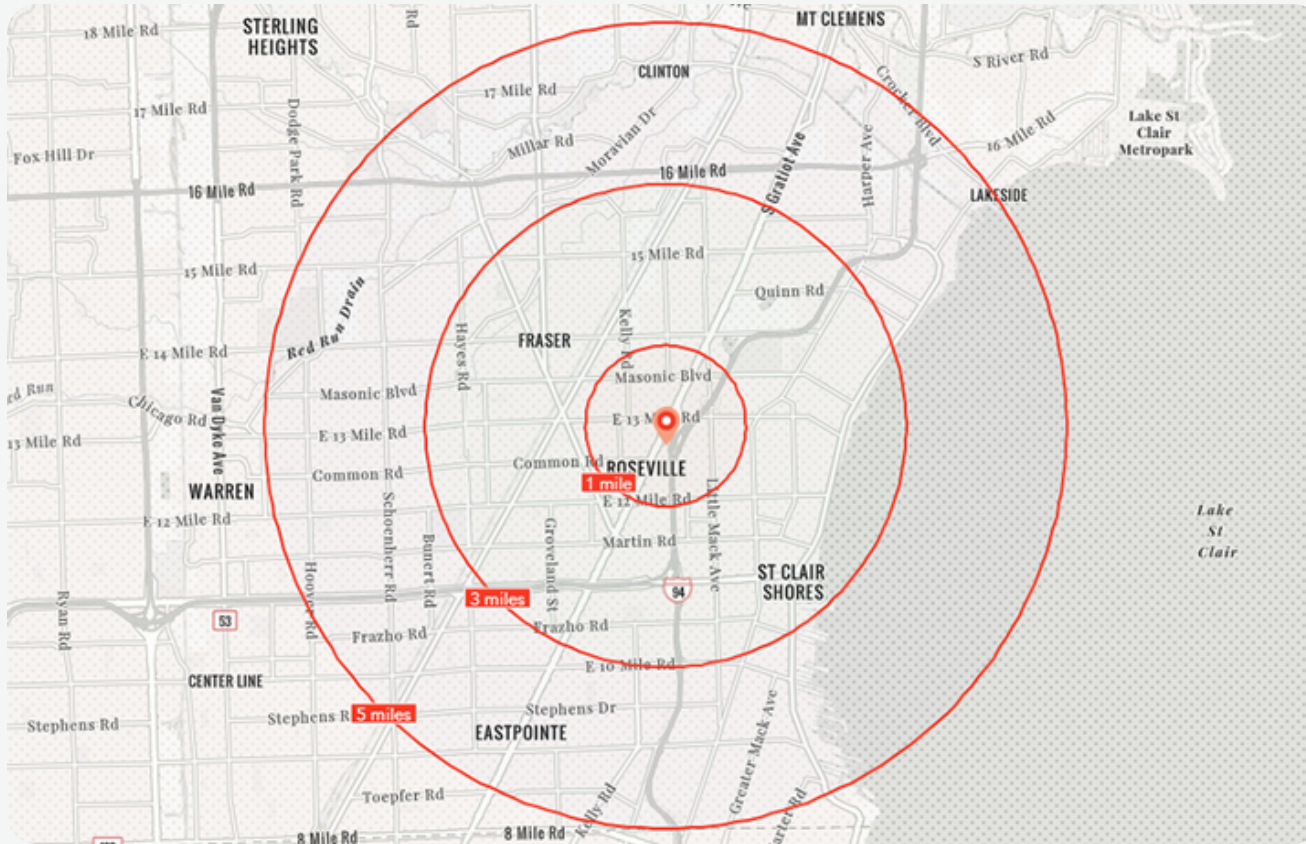 18 Mile Rd
STERLING
HEIGHTS
Rd
MT CLEMENS
CLINTON
S River Rd
17 Mile Rd
17 Mile Rd
Dodge Park Rd
Crocker Blvd
Lake St
Clair
Metropark
16 Mile Rd
Millar Rd
Moravian Dr
Harper Ave
Fox Hill Dr
16 Mile Rd
16 Mile Rd
S Gratiot Ave
LAKESIDE
15 Mile Rd
15 Mile Rd
Quinn Rd
Red Run Drain
Hayes Rd
Kelly Rd
FRASER
E 14 Mile Rd
Masonic Blvd
Masonic Blvd
Run
Chicago Rd
Van Dyke Ave
E 13 M Rd
E 13 Mile Rd
13 Mile Rd
Common Rd
Common Rd
ROSEVILLE
1 mile
WARREN
E 12 Mile Rd
Little Mack Ave
E 12 Mile Rd
Schoenherr Rd
Lake
St
Clair
Martin Rd
Bunert Rd
Groveland St
ST CLAIR
SHORES
94
Hoover Rd
Ryan Rd
3 miles
53
Frazho Rd
Frazho Rd
E 10 Mile Rd
CENTER LINE
Stephens Rd
Stephens R
5 miles
Stephens Dr
EASTPOINTE
Greater Mack Ave
Toepfer Rd
Kelly Rd
arter Rd
8 Mile Rd
8 Mile Rd